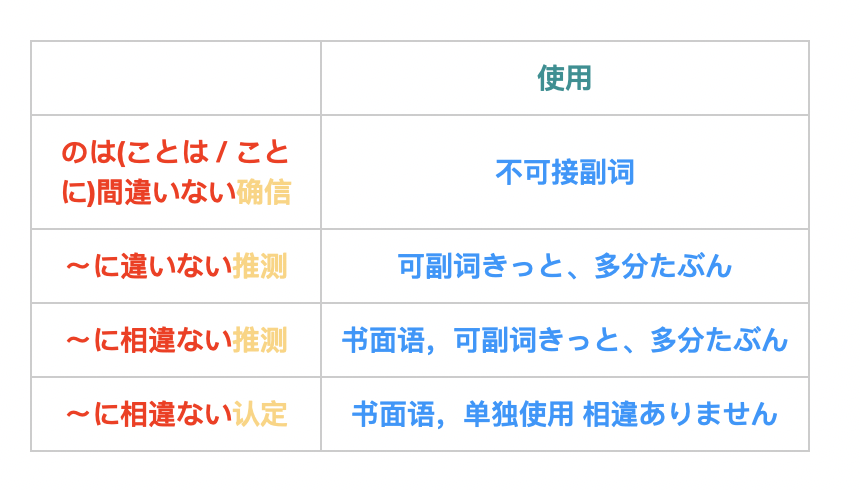 使用
のは(ことは / こと
に)間違いない确信
不可接副词
～に違いない推测
可副词きっと、多分たぶん
～に相違ない推测
书面语，可副词きっと、多分たぶん
～に相違ない认定
书面语，单独使用 相違ありません